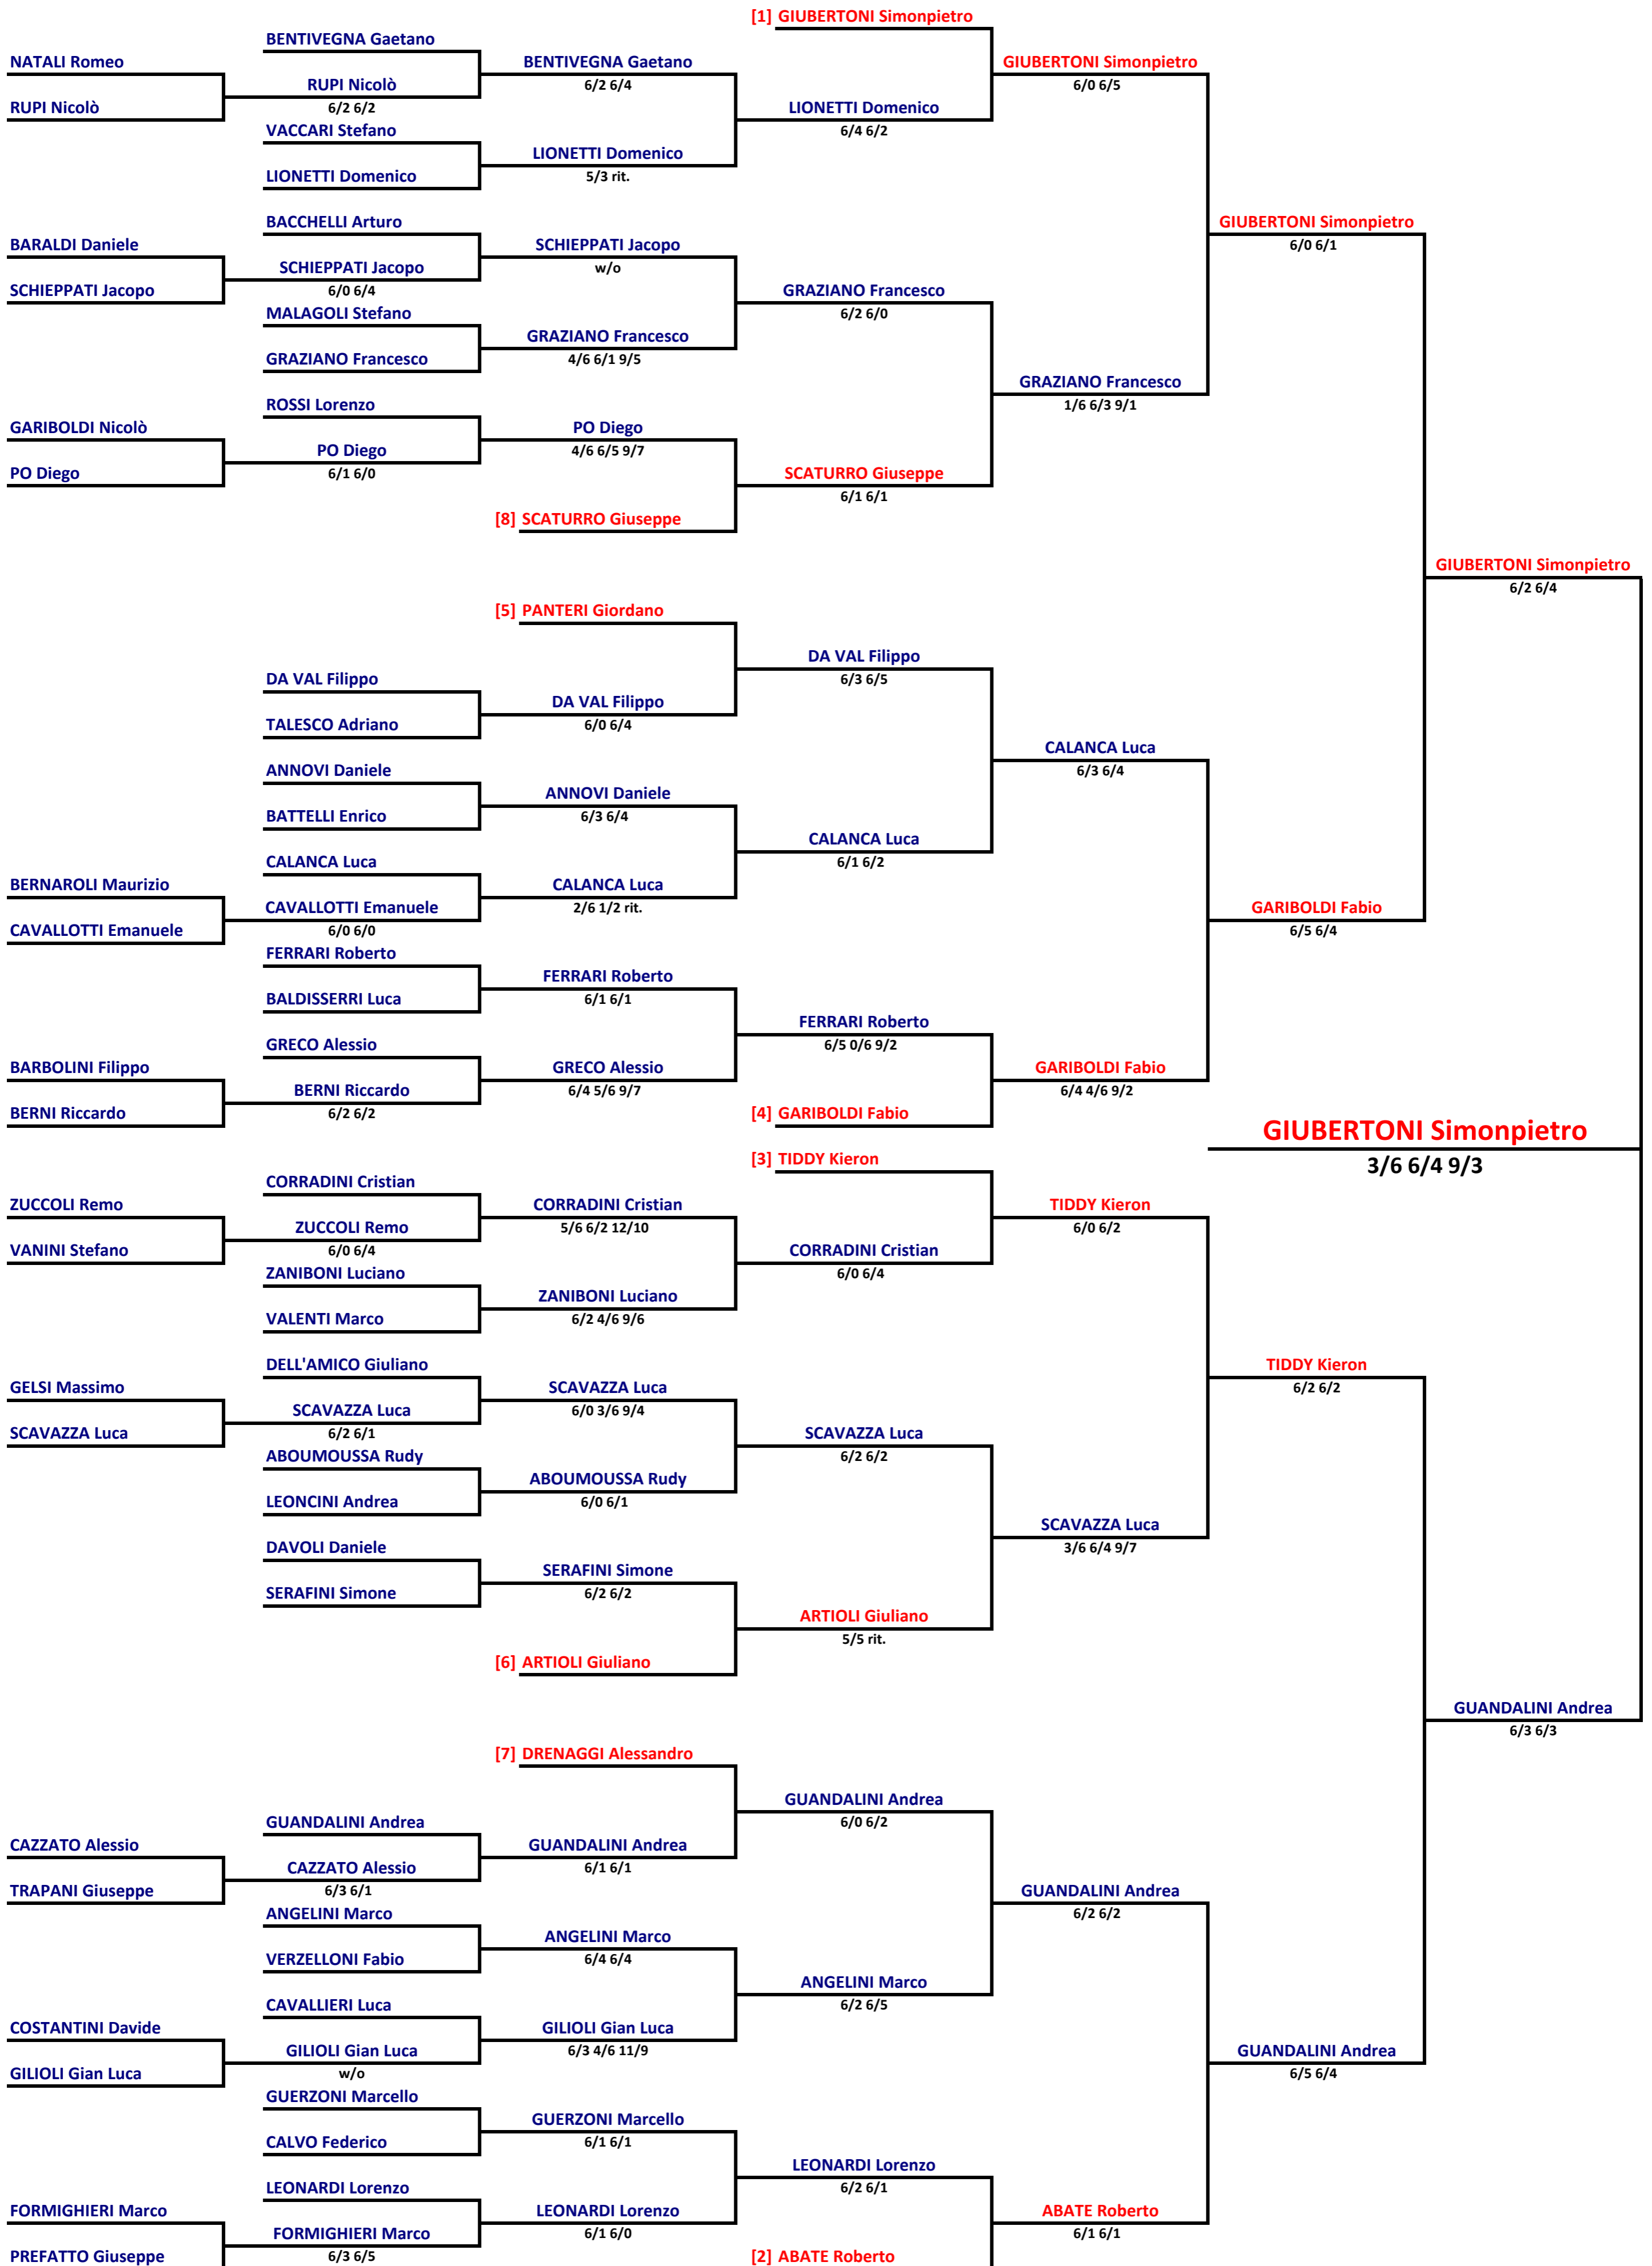 [1] GIUBERTONI Simonpietro
BENTIVEGNA Gaetano
NATALI Romeo
BENTIVEGNA Gaetano
GIUBERTONI Simonpietro
RUPI Nicolò
6/2 6/4
6/0 6/5
RUPI Nicolò
6/2 6/2
LIONETTI Domenico
VACCARI Stefano
6/4 6/2
LIONETTI Domenico
LIONETTI Domenico
5/3 rit.
BACCHELLI Arturo
GIUBERTONI Simonpietro
BARALDI Daniele
SCHIEPPATI Jacopo
6/0 6/1
SCHIEPPATI Jacopo
w/o
SCHIEPPATI Jacopo
6/0 6/4
GRAZIANO Francesco
MALAGOLI Stefano
6/2 6/0
GRAZIANO Francesco
GRAZIANO Francesco
4/6 6/1 9/5
GRAZIANO Francesco
ROSSI Lorenzo
1/6 6/3 9/1
GARIBOLDI Nicolò
PO Diego
PO Diego
4/6 6/5 9/7
PO Diego
6/1 6/0
SCATURRO Giuseppe
6/1 6/1
[8] SCATURRO Giuseppe
GIUBERTONI Simonpietro
6/2 6/4
[5] PANTERI Giordano
DA VAL Filippo
DA VAL Filippo
6/3 6/5
DA VAL Filippo
TALESCO Adriano
6/0 6/4
CALANCA Luca
ANNOVI Daniele
6/3 6/4
ANNOVI Daniele
BATTELLI Enrico
6/3 6/4
CALANCA Luca
CALANCA Luca
6/1 6/2
BERNAROLI Maurizio
CALANCA Luca
CAVALLOTTI Emanuele
2/6 1/2 rit.
GARIBOLDI Fabio
CAVALLOTTI Emanuele
6/0 6/0
6/5 6/4
FERRARI Roberto
FERRARI Roberto
BALDISSERRI Luca
6/1 6/1
FERRARI Roberto
GRECO Alessio
6/5 0/6 9/2
BARBOLINI Filippo
GRECO Alessio
GARIBOLDI Fabio
BERNI Riccardo
6/4 5/6 9/7
6/4 4/6 9/2
BERNI Riccardo
6/2 6/2
[4] GARIBOLDI Fabio
GIUBERTONI Simonpietro
3/6 6/4 9/3
[3] TIDDY Kieron
CORRADINI Cristian
ZUCCOLI Remo
CORRADINI Cristian
TIDDY Kieron
ZUCCOLI Remo
5/6 6/2 12/10
6/0 6/2
VANINI Stefano
6/0 6/4
CORRADINI Cristian
ZANIBONI Luciano
6/0 6/4
ZANIBONI Luciano
VALENTI Marco
6/2 4/6 9/6
DELL'AMICO Giuliano
TIDDY Kieron
GELSI Massimo
SCAVAZZA Luca
6/2 6/2
SCAVAZZA Luca
6/0 3/6 9/4
SCAVAZZA Luca
6/2 6/1
SCAVAZZA Luca
ABOUMOUSSA Rudy
6/2 6/2
ABOUMOUSSA Rudy
LEONCINI Andrea
6/0 6/1
SCAVAZZA Luca
DAVOLI Daniele
3/6 6/4 9/7
SERAFINI Simone
SERAFINI Simone
6/2 6/2
ARTIOLI Giuliano
5/5 rit.
[6] ARTIOLI Giuliano
GUANDALINI Andrea
6/3 6/3
[7] DRENAGGI Alessandro
GUANDALINI Andrea
GUANDALINI Andrea
6/0 6/2
CAZZATO Alessio
GUANDALINI Andrea
CAZZATO Alessio
6/1 6/1
TRAPANI Giuseppe
6/3 6/1
GUANDALINI Andrea
ANGELINI Marco
6/2 6/2
ANGELINI Marco
VERZELLONI Fabio
6/4 6/4
ANGELINI Marco
CAVALLIERI Luca
6/2 6/5
COSTANTINI Davide
GILIOLI Gian Luca
GILIOLI Gian Luca
6/3 4/6 11/9
GUANDALINI Andrea
GILIOLI Gian Luca
w/o
6/5 6/4
GUERZONI Marcello
GUERZONI Marcello
CALVO Federico
6/1 6/1
LEONARDI Lorenzo
LEONARDI Lorenzo
6/2 6/1
FORMIGHIERI Marco
LEONARDI Lorenzo
ABATE Roberto
FORMIGHIERI Marco
6/1 6/0
6/1 6/1
PREFATTO Giuseppe
6/3 6/5
[2] ABATE Roberto